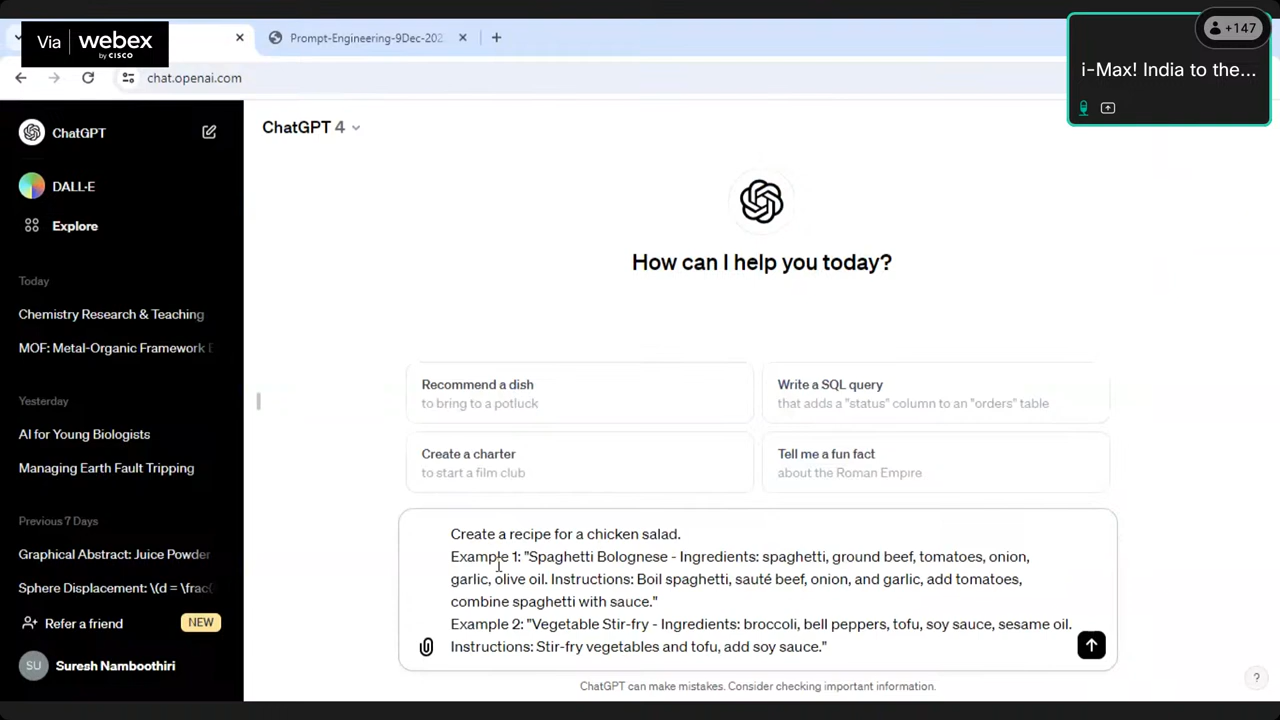 Via webex
by CISCO
Prompt-Engineering-9Dec-202
+147
i-Max! India to the...
chat.openai.com
ChatGPT
ChatGPT 4
DALL·E
Explore
Today
Chemistry Research & Teaching
MOF: Metal-Organic Framework
Yesterday
AI for Young Biologists
Managing Earth Fault Tripping
Previous 7 Days
Graphical Abstract: Juice Powder
Sphere Displacement: \(d = \frac(
Refer a friend
NEW
SU
Suresh Namboothiri
How can I help you today?
Recommend a dish
to bring to a potluck
Write a SQL query
that adds a "status" column to an "orders" table
Create a charter
to start a film club
Tell me a fun fact
about the Roman Empire
Create a recipe for a chicken salad.
Example 1: "Spaghetti Bolognese - Ingredients: spaghetti, ground beef, tomatoes, onion,
garlic, olive oil. Instructions: Boil spaghetti, sauté beef, onion, and garlic, add tomatoes,
combine spaghetti with sauce."
Example 2: "Vegetable Stir-fry - Ingredients: broccoli, bell peppers, tofu, soy sauce, sesame oil.
Instructions: Stir-fry vegetables and tofu, add soy sauce."
ChatGPT can make mistakes. Consider checking important information.
?